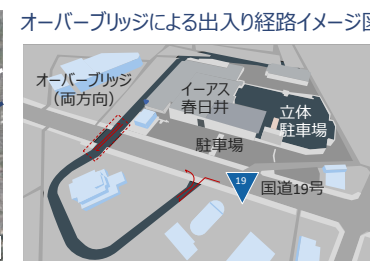 オーバーブリッジによる出入り経路イメージ図
オーバーブリッジ
（両方向）
イーアス
春日井
立体
駐車場
駐車場
19
国道19号